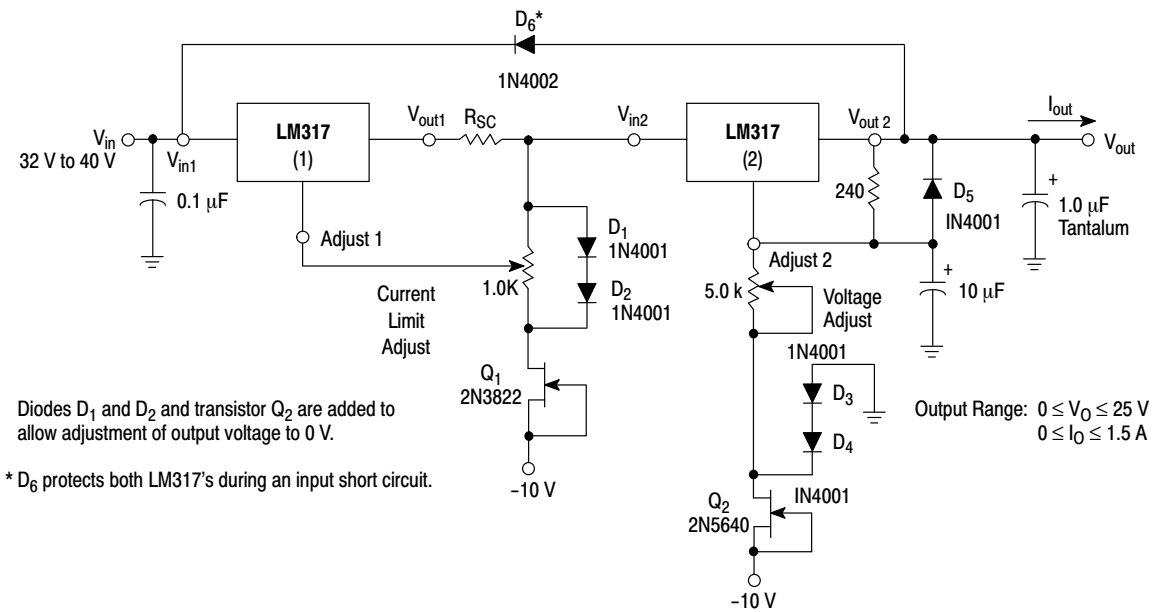 D6*
1N4002
Vin
32 V to 40 V
Vin1
0.1 μF
LM317
(1)
Adjust 1
Vout1
RSC
Vin2
LM317
(2)
Vout 2
Iout
Vout
240
D5
IN4001
1.0 μF
Tantalum
+
Adjust 2
+
10 μF
D1
1N4001
D2
1N4001
1.0K
Current
Limit
Adjust
5.0 k
Voltage
Adjust
1N4001
D3
D4
IN4001
Q1
2N3822
–10 V
Q2
2N5640
–10 V
Output Range: 0 ≤ VO ≤ 25 V
0 ≤ IO ≤ 1.5 A
Diodes D1 and D2 and transistor Q2 are added to
allow adjustment of output voltage to 0 V.
* D6 protects both LM317's during an input short circuit.